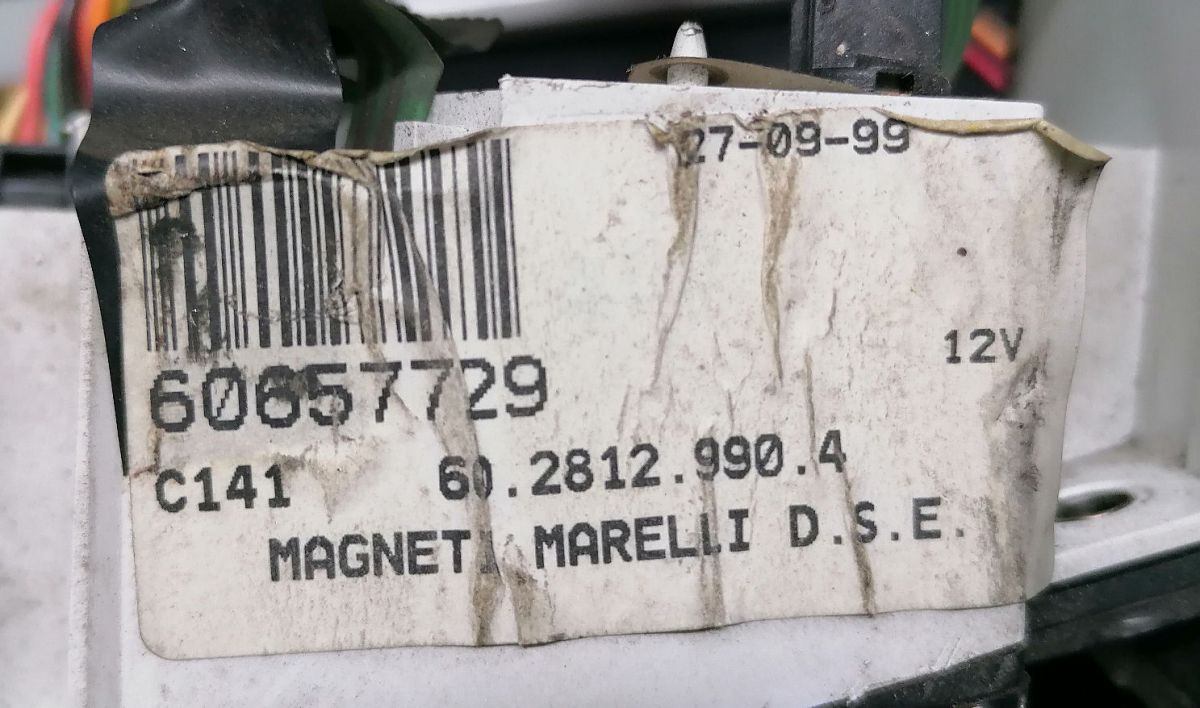 27-09-99
12V
60657729
C141 60.2812.990.4
MAGNETI MARELLI D.S.E.